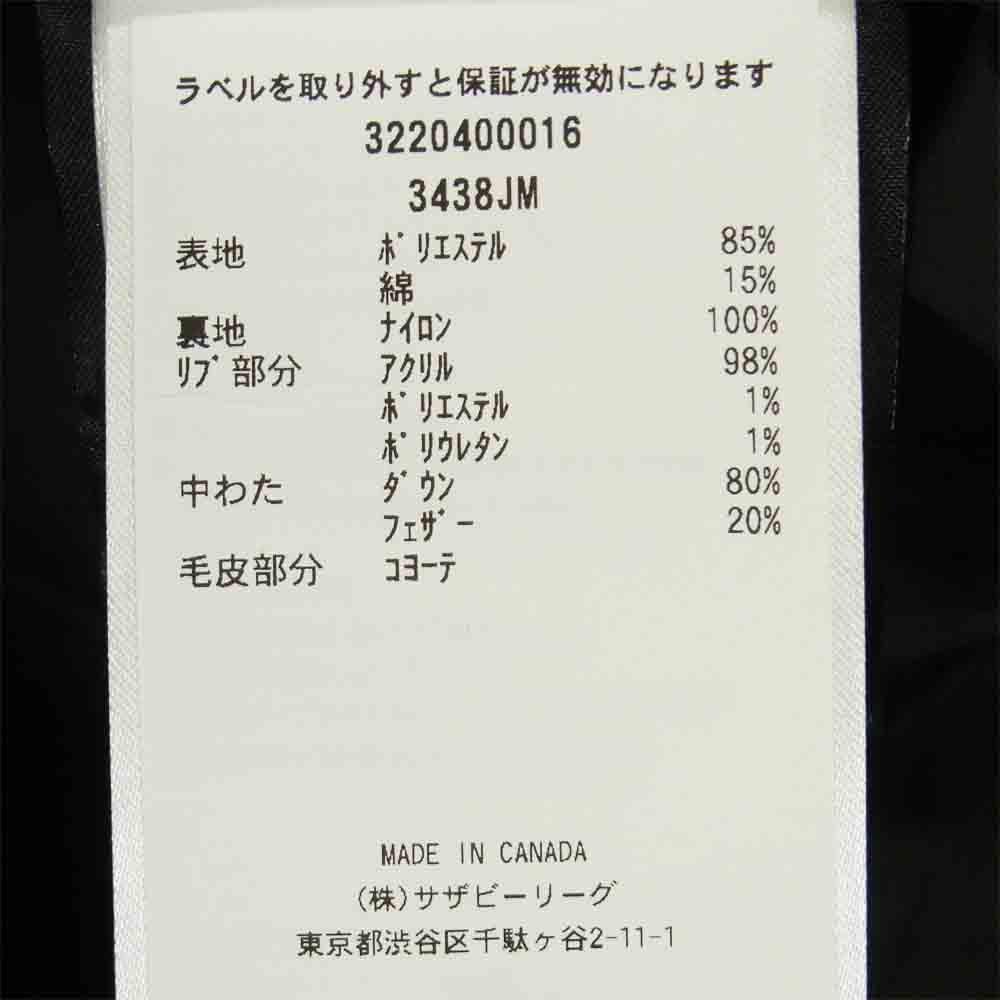 ラベルを取り外すと保証が無効になります
3220400016
3438JM
表地 ﾎﾟﾘｴｽﾃﾙ 85%
綿 15%
裏地 ﾅｲﾛﾝ 100%
ﾘﾌﾞ部分 ｱｸﾘﾙ 98%
ﾎﾟﾘｴｽﾃﾙ 1%
ﾎﾟﾘｳﾚﾀﾝ 1%
中わた ﾀﾞｳﾝ 80%
ﾌｪｻﾞｰ 20%
毛皮部分 ｺﾖｰﾃ
MADE IN CANADA
(株)サザビーリーグ
東京都渋谷区千駄ヶ谷2-11-1